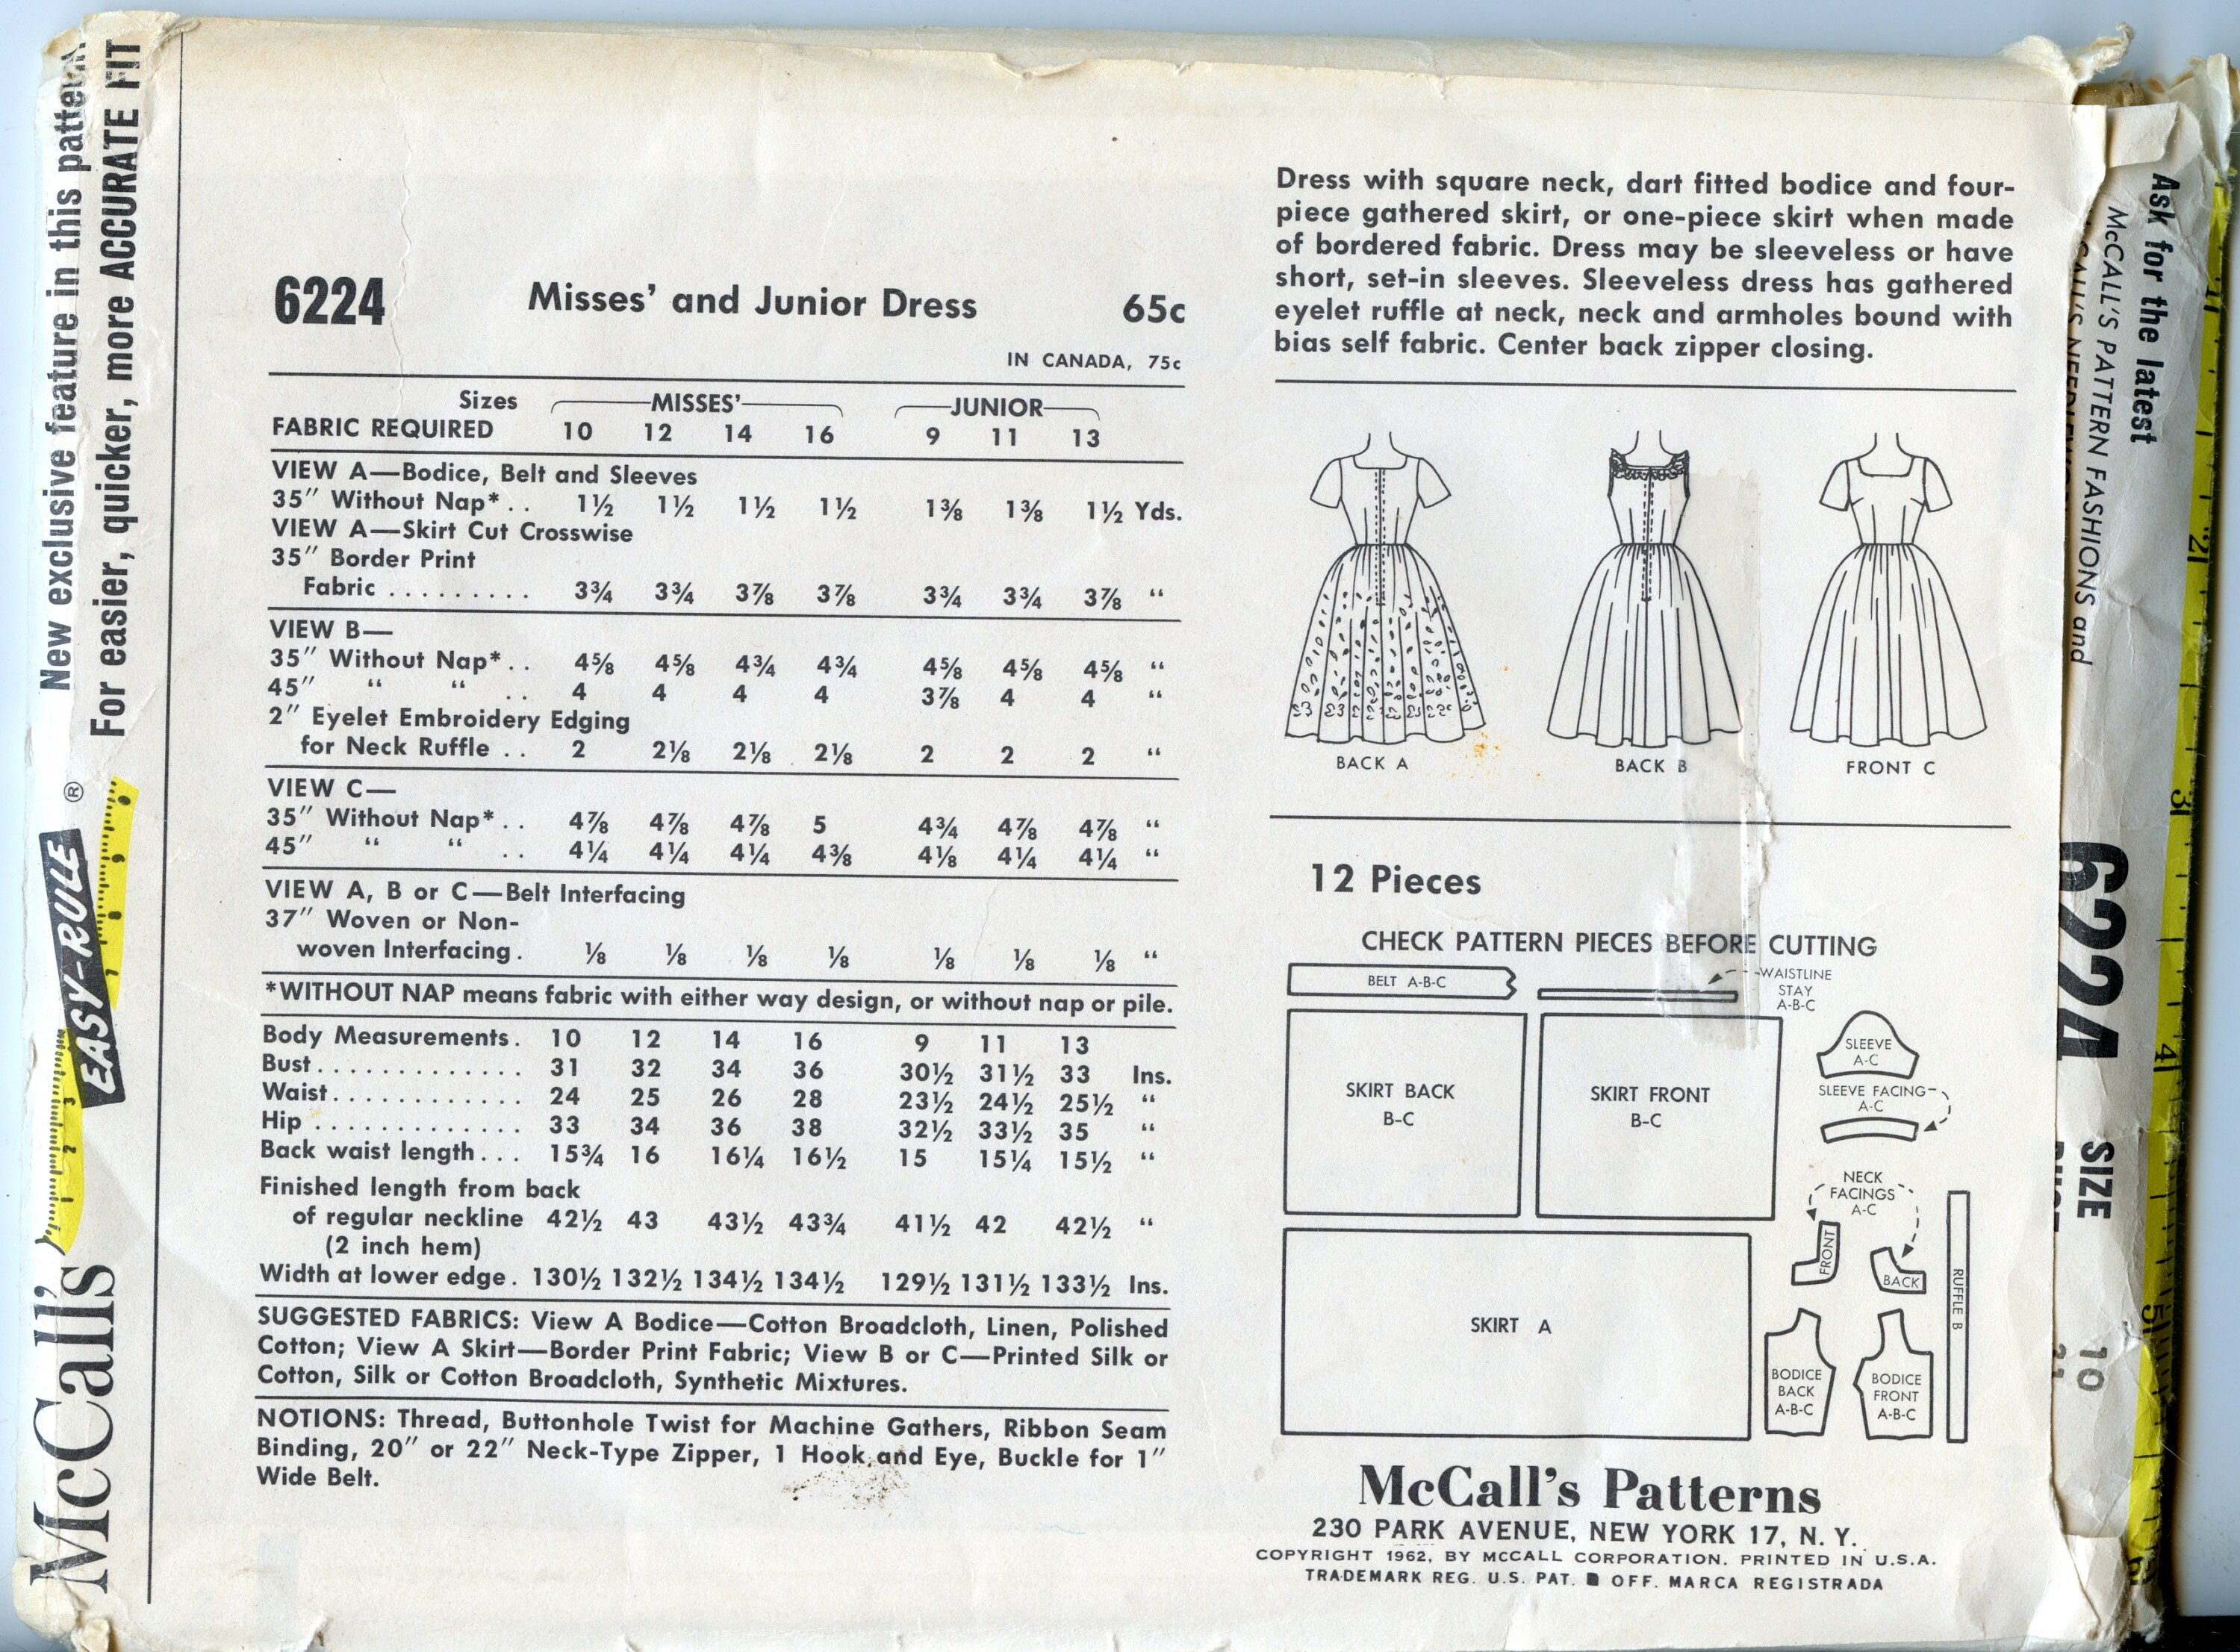 New exclusive feature in this pattern
For easier, quicker, more ACCURATE FIT
EASY-RULE ®
McCall's
6224 Misses' and Junior Dress 65c
IN CANADA, 75c
Sizes MISSES' JUNIOR
FABRIC REQUIRED 10 12 14 16 9 11 13
VIEW A—Bodice, Belt and Sleeves
35" Without Nap* . . 1½ 1½ 1½ 1½ 1⅜ 1⅜ 1½ Yds.
VIEW A—Skirt Cut Crosswise
35" Border Print
Fabric . . . . . . . . . 3¾ 3¾ 3⅞ 3⅞ 3¾ 3¾ 3⅞ "
VIEW B—
35" Without Nap* . . 4⅝ 4⅝ 4¾ 4¾ 4⅝ 4⅝ 4⅝ "
45" " " . . 4 4 4 4 3⅞ 4 4 "
2" Eyelet Embroidery Edging
for Neck Ruffle . . 2 2⅛ 2⅛ 2⅛ 2 2 2 "
VIEW C—
35" Without Nap* . . 4⅞ 4⅞ 4⅞ 5 4¾ 4⅞ 4⅞ "
45" " " . . 4¼ 4¼ 4¼ 4⅜ 4⅛ 4¼ 4¼ "
VIEW A, B or C—Belt Interfacing
37" Woven or Non-
woven Interfacing . ⅛ ⅛ ⅛ ⅛ ⅛ ⅛ ⅛ "
*WITHOUT NAP means fabric with either way design, or without nap or pile.
Body Measurements . 10 12 14 16 9 11 13
Bust . . . . . . . . . . . . . 31 32 34 36 30½ 31½ 33 Ins.
Waist . . . . . . . . . . . . 24 25 26 28 23½ 24½ 25½ "
Hip . . . . . . . . . . . . . 33 34 36 38 32½ 33½ 35 "
Back waist length . . . 15¾ 16 16¼ 16½ 15 15¼ 15½ "
Finished length from back
of regular neckline 42½ 43 43½ 43¾ 41½ 42 42½ "
(2 inch hem)
Width at lower edge . 130½ 132½ 134½ 134½ 129½ 131½ 133½ Ins.
SUGGESTED FABRICS: View A Bodice—Cotton Broadcloth, Linen, Polished
Cotton; View A Skirt—Border Print Fabric; View B or C—Printed Silk or
Cotton, Silk or Cotton Broadcloth, Synthetic Mixtures.
NOTIONS: Thread, Buttonhole Twist for Machine Gathers, Ribbon Seam
Binding, 20" or 22" Neck-Type Zipper, 1 Hook and Eye, Buckle for 1"
Wide Belt.
Dress with square neck, dart fitted bodice and four-
piece gathered skirt, or one-piece skirt when made
of bordered fabric. Dress may be sleeveless or have
short, set-in sleeves. Sleeveless dress has gathered
eyelet ruffle at neck, neck and armholes bound with
bias self fabric. Center back zipper closing.
BACK A BACK B FRONT C
12 Pieces
CHECK PATTERN PIECES BEFORE CUTTING
BELT A-B-C
WAISTLINE
STAY
A-B-C
SKIRT BACK
B-C
SKIRT FRONT
B-C
SLEEVE
A-C
SLEEVE FACING
A-C
NECK
FACINGS
A-C
FRONT
BACK
RUFFLE B
SKIRT A
BODICE
BACK
A-B-C
BODICE
FRONT
A-B-C
McCall's Patterns
230 PARK AVENUE, NEW YORK 17, N. Y.
COPYRIGHT 1962, BY McCALL CORPORATION. PRINTED IN U.S.A.
TRADEMARK REG. U.S. PAT. OFF. MARCA REGISTRADA
Ask for the latest
McCALL'S PATTERN FASHIONS and
6224
SIZE 10